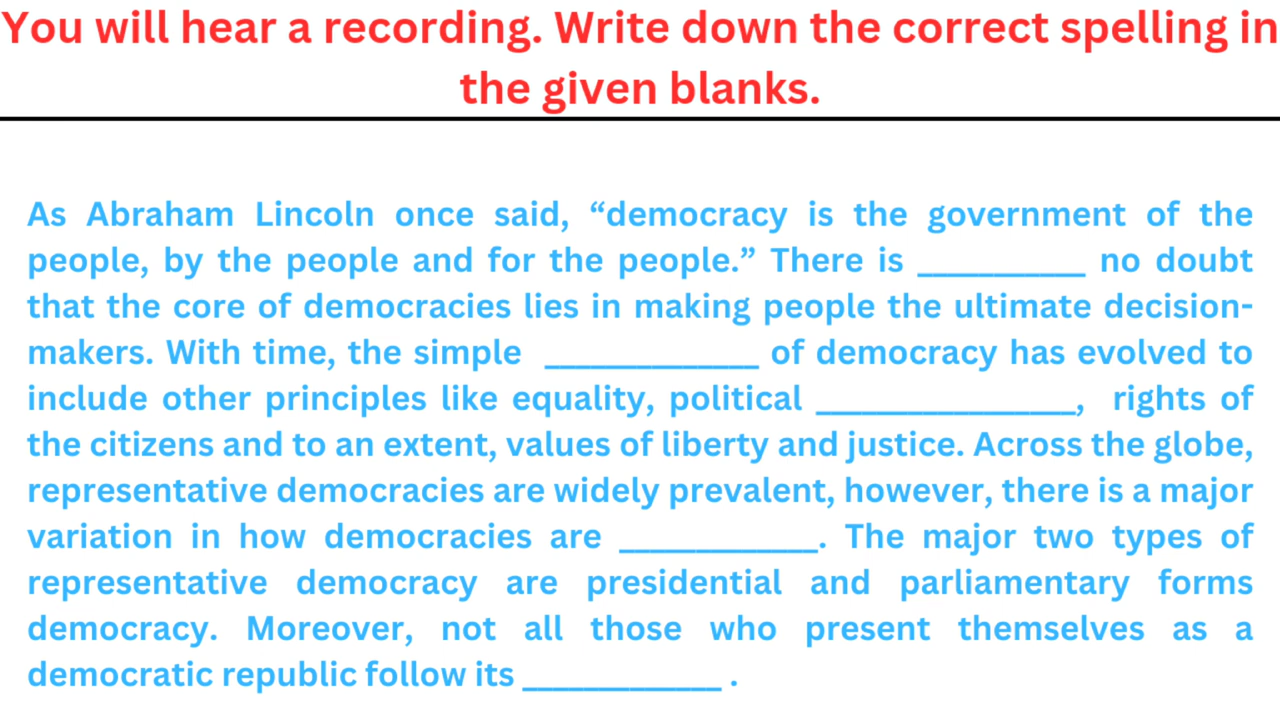 You will hear a recording. Write down the correct spelling in
the given blanks.
As Abraham Lincoln once said, “democracy is the government of the
people, by the people and for the people.” There is ___________ no doubt
that the core of democracies lies in making people the ultimate decision-
makers. With time, the simple ______________ of democracy has evolved to
include other principles like equality, political _________________, rights of
the citizens and to an extent, values of liberty and justice. Across the globe,
representative democracies are widely prevalent, however, there is a major
variation in how democracies are _____________. The major two types of
representative democracy are presidential and parliamentary forms
democracy. Moreover, not all those who present themselves as a
democratic republic follow its _____________ .